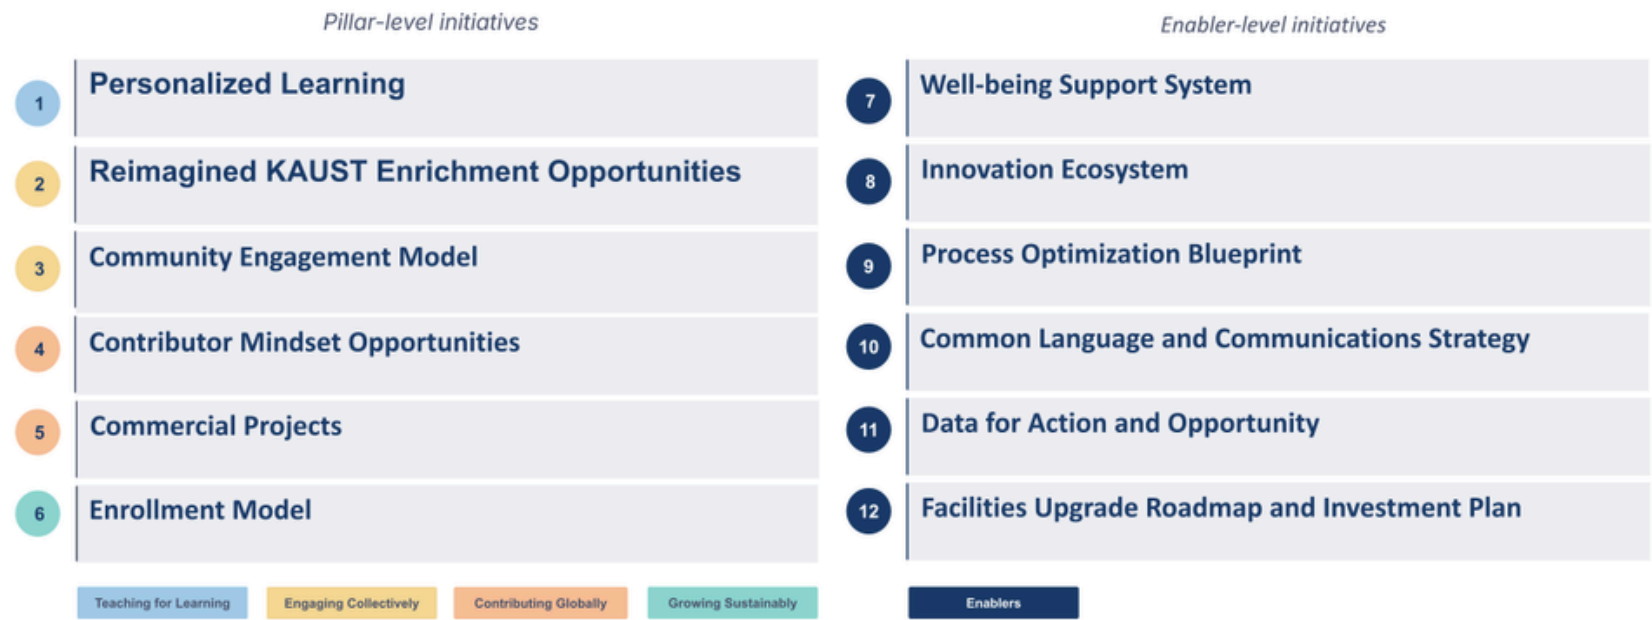 Pillar-level initiatives
1
Personalized Learning
2
Reimagined KAUST Enrichment Opportunities
3
Community Engagement Model
4
Contributor Mindset Opportunities
5
Commercial Projects
6
Enrollment Model
Teaching for Learning
Engaging Collectively
Contributing Globally
Growing Sustainably
Enabler-level initiatives
7
Well-being Support System
8
Innovation Ecosystem
9
Process Optimization Blueprint
10
Common Language and Communications Strategy
11
Data for Action and Opportunity
12
Facilities Upgrade Roadmap and Investment Plan
Enablers